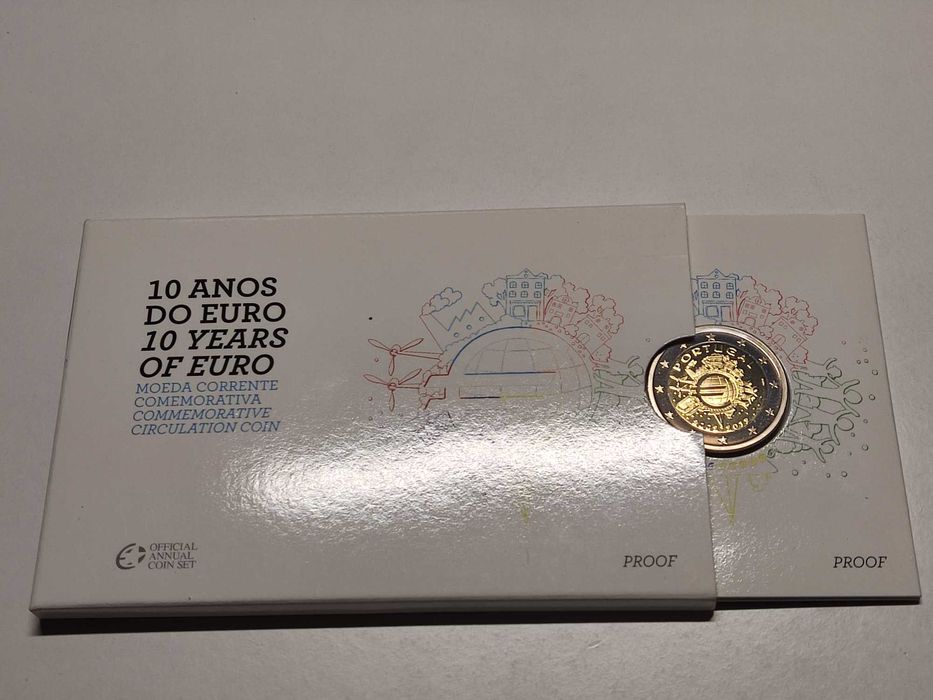 10 ANOS
DO EURO
10 YEARS
OF EURO
MOEDA CORRENTE
COMEMORATIVA
COMMEMORATIVE
CIRCULATION COIN
OFFICIAL
ANNUAL
COIN SET
PROOF
PORTUGAL
PROOF